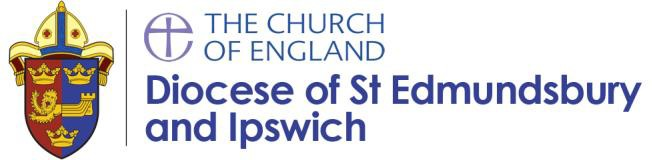 THE CHURCH
OF ENGLAND
Diocese of St Edmundsbury
and Ipswich